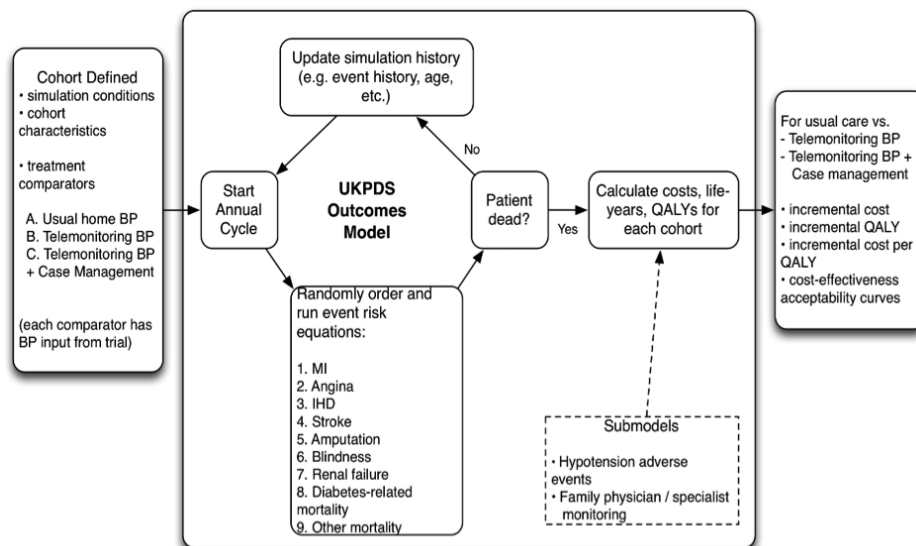 Cohort Defined
• simulation conditions
• cohort
characteristics
• treatment
comparators
A. Usual home BP
B. Telemonitoring BP
C. Telemonitoring BP
+ Case Management
(each comparator has
BP input from trial)
Update simulation history
(e.g. event history, age,
etc.)
Start
Annual
Cycle
UKPDS
Outcomes
Model
No
Patient
dead?
Yes
Randomly order and
run event risk
equations:
1. MI
2. Angina
3. IHD
4. Stroke
5. Amputation
6. Blindness
7. Renal failure
8. Diabetes-related
mortality
9. Other mortality
Calculate costs, life-
years, QALYs for
each cohort
Submodels
• Hypotension adverse
events
• Family physician / specialist
monitoring
For usual care vs.
- Telemonitoring BP
- Telemonitoring BP +
Case management
• incremental cost
• incremental QALY
• incremental cost per
QALY
• cost-effectiveness
acceptability curves